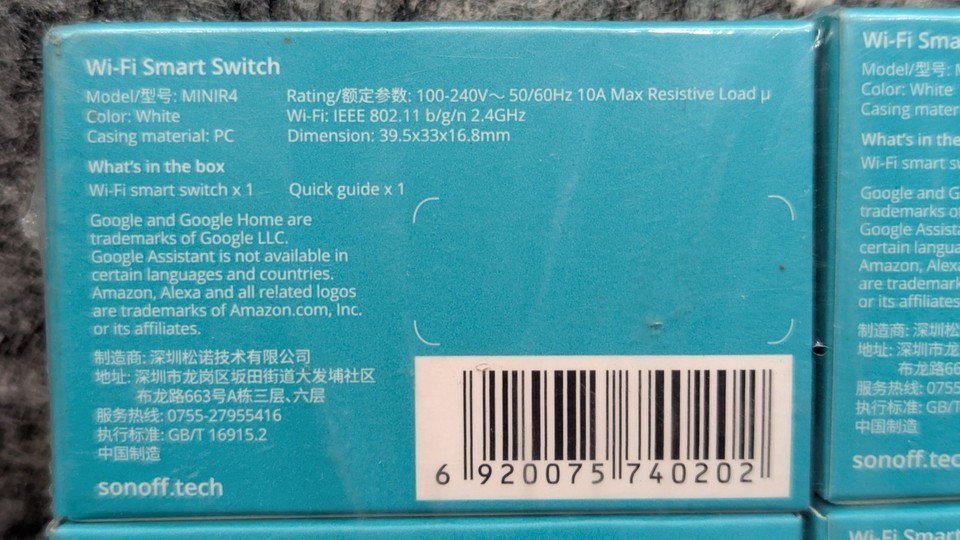 Wi-Fi Smart Switch
Model/型号: MINIR4
Color: White
Casing material: PC
Rating/额定参数: 100-240V～ 50/60Hz 10A Max Resistive Load μ
Wi-Fi: IEEE 802.11 b/g/n 2.4GHz
Dimension: 39.5x33x16.8mm
What's in the box
Wi-Fi smart switch x 1
Quick guide x 1
Google and Google Home are
trademarks of Google LLC.
Google Assistant is not available in
certain languages and countries.
Amazon, Alexa and all related logos
are trademarks of Amazon.com, Inc.
or its affiliates.
制造商: 深圳松诺技术有限公司
地址: 深圳市龙岗区坂田街道大发埔社区
布龙路663号A栋三层、六层
服务热线: 0755-27955416
执行标准: GB/T 16915.2
中国制造
sonoff.tech
6 920075 740202
Wi-Fi Sma
Model/型号:
Color: White
Casing mater
What's in the
Wi-Fi smart sw
Google and G
trademarks o
Google Assista
certain langua
Amazon, Alexa
are trademark
or its affiliates
制造商: 深圳松
地址: 深圳市龙
布龙路66
服务热线: 0755
执行标准: GB/T
中国制造
sonoff.tec
Wi-Fi Smart